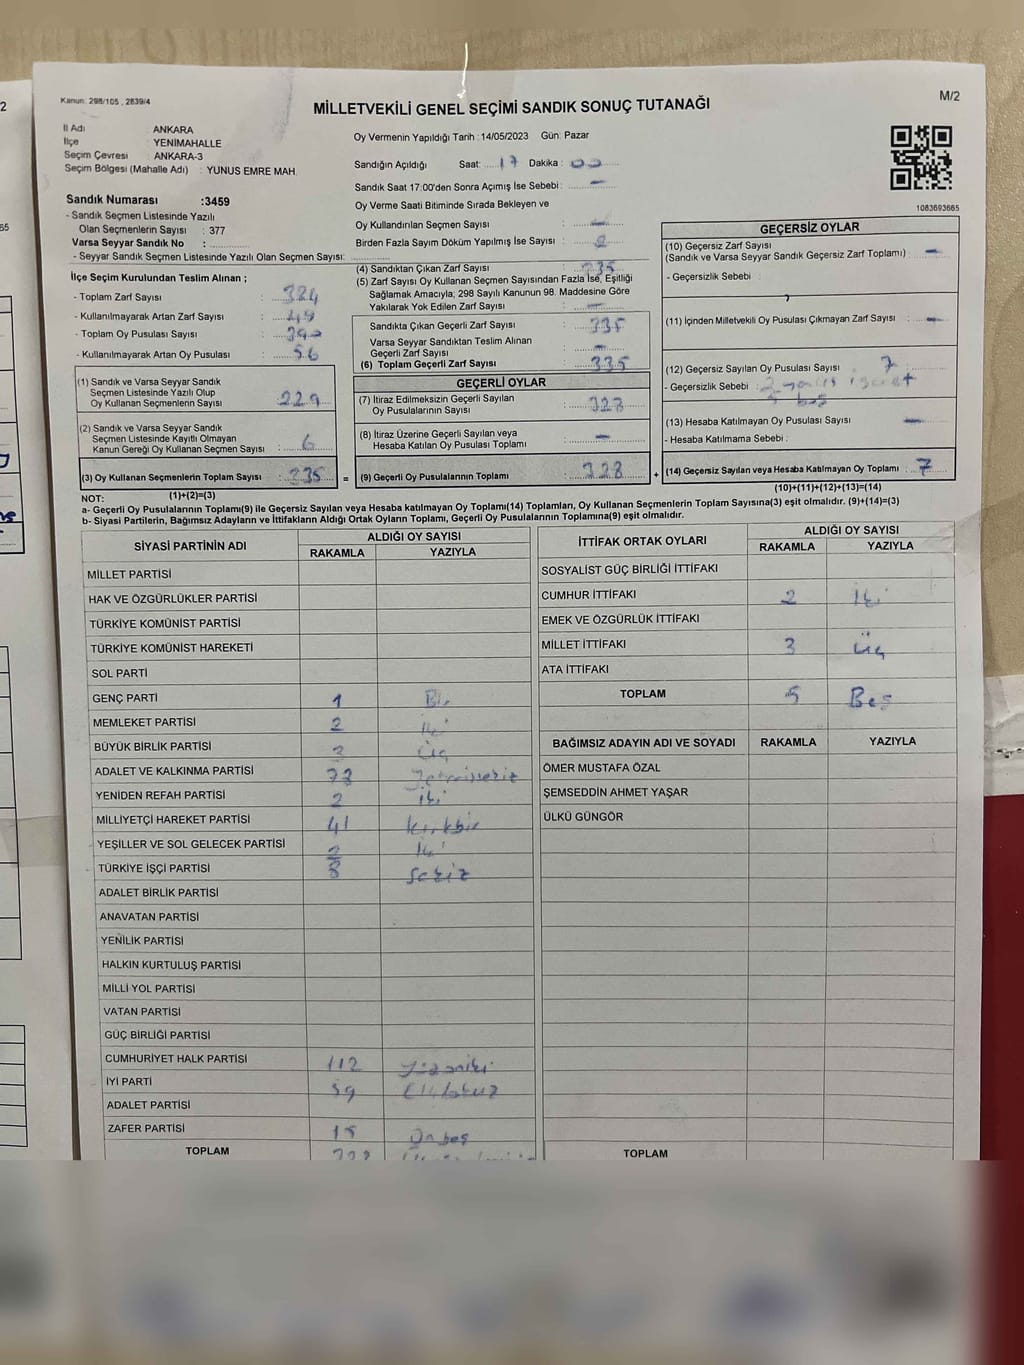 Kanun: 298/105 , 2839/4
M/2
MİLLETVEKİLİ GENEL SEÇİMİ SANDIK SONUÇ TUTANAĞI
İl Adı ANKARA
İlçe YENİMAHALLE
Seçim Çevresi ANKARA-3
Seçim Bölgesi (Mahalle Adı) : YUNUS EMRE MAH.
Oy Vermenin Yapıldığı Tarih : 14/05/2023 Gün: Pazar
Sandığın Açıldığı Saat: 17 Dakika : 00
Sandık Saat 17:00'den Sonra Açımış İse Sebebi : –
Oy Verme Saati Bitiminde Sırada Bekleyen ve
Oy Kullandırılan Seçmen Sayısı : –
Birden Fazla Sayım Döküm Yapılmış İse Sayısı :
1083693665
Sandık Numarası :3459
- Sandık Seçmen Listesinde Yazılı
Olan Seçmenlerin Sayısı : 377
Varsa Seyyar Sandık No :
- Seyyar Sandık Seçmen Listesinde Yazılı Olan Seçmen Sayısı:
İlçe Seçim Kurulundan Teslim Alınan ;
- Toplam Zarf Sayısı :
- Kullanılmayarak Artan Zarf Sayısı : 49
- Toplam Oy Pusulası Sayısı : 390
- Kullanılmayarak Artan Oy Pusulası : 56
(1) Sandık ve Varsa Seyyar Sandık
Seçmen Listesinde Yazılı Olup
Oy Kullanan Seçmenlerin Sayısı : 229
(2) Sandık ve Varsa Seyyar Sandık
Seçmen Listesinde Kayıtlı Olmayan
Kanun Gereği Oy Kullanan Seçmen Sayısı : 6
(3) Oy Kullanan Seçmenlerin Toplam Sayısı : 335 =
(1)+(2)=(3)
(4) Sandıktan Çıkan Zarf Sayısı : 335
(5) Zarf Sayısı Oy Kullanan Seçmen Sayısından Fazla İse, Eşitliği
Sağlamak Amacıyla; 298 Sayılı Kanunun 98. Maddesine Göre
Yakılarak Yok Edilen Zarf Sayısı : –
Sandıkta Çıkan Geçerli Zarf Sayısı : 335
Varsa Seyyar Sandıktan Teslim Alınan
Geçerli Zarf Sayısı : –
(6) Toplam Geçerli Zarf Sayısı : 335
GEÇERLİ OYLAR
(7) İtiraz Edilmeksizin Geçerli Sayılan
Oy Pusulalarının Sayısı : 328
(8) İtiraz Üzerine Geçerli Sayılan veya
Hesaba Katılan Oy Pusulası Toplamı : –
(9) Geçerli Oy Pusulalarının Toplamı : 328 +
GEÇERSİZ OYLAR
(10) Geçersiz Zarf Sayısı
(Sandık ve Varsa Seyyar Sandık Geçersiz Zarf Toplamı) : –
- Geçersizlik Sebebi :
(11) İçinden Milletvekili Oy Pusulası Çıkmayan Zarf Sayısı : –
(12) Geçersiz Sayılan Oy Pusulası Sayısı : 7
- Geçersizlik Sebebi : 2 yanlış işaret
5 boş
(13) Hesaba Katılmayan Oy Pusulası Sayısı : –
- Hesaba Katılmama Sebebi :
(14) Geçersiz Sayılan veya Hesaba Katılmayan Oy Toplamı : 7
(10)+(11)+(12)+(13)=(14)
NOT:
a- Geçerli Oy Pusulalarının Toplamı(9) ile Geçersiz Sayılan veya Hesaba katılmayan Oy Toplamı(14) Toplamları, Oy Kullanan Seçmenlerin Toplam Sayısına(3) eşit olmalıdır. (9)+(14)=(3)
b- Siyasi Partilerin, Bağımsız Adayların ve İttifakların Aldığı Ortak Oyların Toplamı, Geçerli Oy Pusulalarının Toplamına(9) eşit olmalıdır.
SİYASİ PARTİNİN ADI ALDIĞI OY SAYISI
RAKAMLA YAZIYLA
MİLLET PARTİSİ
HAK VE ÖZGÜRLÜKLER PARTİSİ
TÜRKİYE KOMÜNİST PARTİSİ
TÜRKİYE KOMÜNİST HAREKETİ
SOL PARTİ
GENÇ PARTİ 1 Bir
MEMLEKET PARTİSİ 2 iki
BÜYÜK BİRLİK PARTİSİ 3 üç
ADALET VE KALKINMA PARTİSİ 78 Yetmişsekiz
YENİDEN REFAH PARTİSİ 2 iki
MİLLİYETÇİ HAREKET PARTİSİ 41 kırkbir
YEŞİLLER VE SOL GELECEK PARTİSİ 2 iki
TÜRKİYE İŞÇİ PARTİSİ 8 sekiz
ADALET BİRLİK PARTİSİ
ANAVATAN PARTİSİ
YENİLİK PARTİSİ
HALKIN KURTULUŞ PARTİSİ
MİLLİ YOL PARTİSİ
VATAN PARTİSİ
GÜÇ BİRLİĞİ PARTİSİ
CUMHURİYET HALK PARTİSİ 112 yüzoniki
İYİ PARTİ 59 Ellidokuz
ADALET PARTİSİ
ZAFER PARTİSİ 15 Onbeş
TOPLAM
İTTİFAK ORTAK OYLARI ALDIĞI OY SAYISI
RAKAMLA YAZIYLA
SOSYALİST GÜÇ BİRLİĞİ İTTİFAKI
CUMHUR İTTİFAKI 2 iki
EMEK VE ÖZGÜRLÜK İTTİFAKI
MİLLET İTTİFAKI 3 üç
ATA İTTİFAKI
TOPLAM 5 Beş
BAĞIMSIZ ADAYIN ADI VE SOYADI RAKAMLA YAZIYLA
ÖMER MUSTAFA ÖZAL
ŞEMSEDDİN AHMET YAŞAR
ÜLKÜ GÜNGÖR
TOPLAM